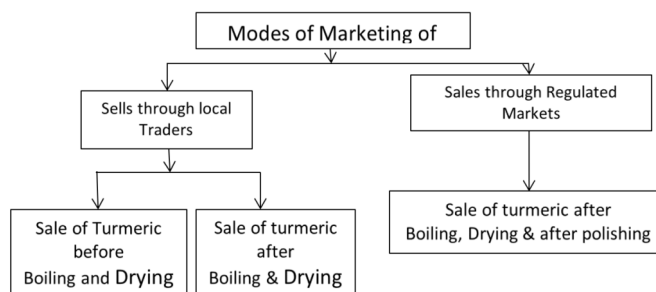 Modes of Marketing of
Sells through local
Traders
Sales through Regulated
Markets
Sale of Turmeric
before
Boiling and Drying
Sale of turmeric
after
Boiling & Drying
Sale of turmeric after
Boiling, Drying & after polishing